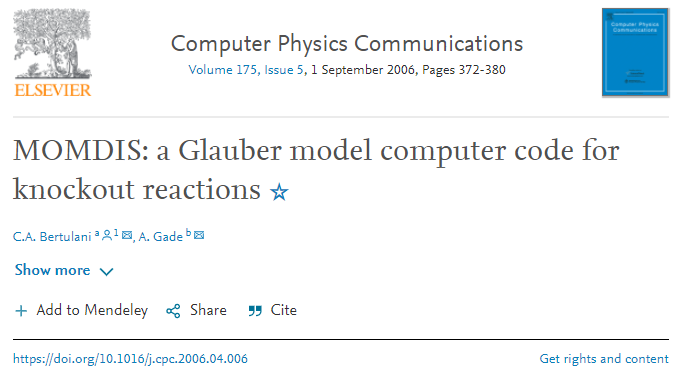 Computer Physics Communications
Volume 175, Issue 5, 1 September 2006, Pages 372-380
ELSEVIER
Computer Physics
Communications
MOMDIS: a Glauber model computer code for
knockout reactions ☆
C.A. Bertulani a 1, A. Gade b
Show more
+ Add to Mendeley Share Cite
https://doi.org/10.1016/j.cpc.2006.04.006 Get rights and content